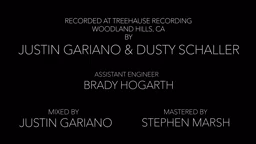 RECORDED AT TREEHOUSE RECORDING
WOODLAND HILLS, CA
BY
JUSTIN GARIANO & DUSTY SCHALLER
ASSISTANT ENGINEER
BRADY HOGARTH
MIXED BY
JUSTIN GARIANO
MASTERED BY
STEPHEN MARSH